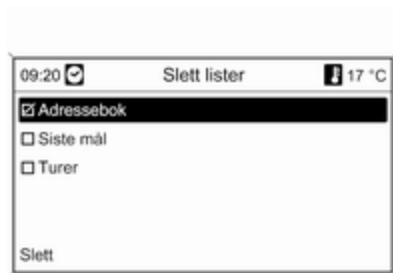 09:20 Slett lister 17 °C
Adressebok
Siste mål
Turer
Slett